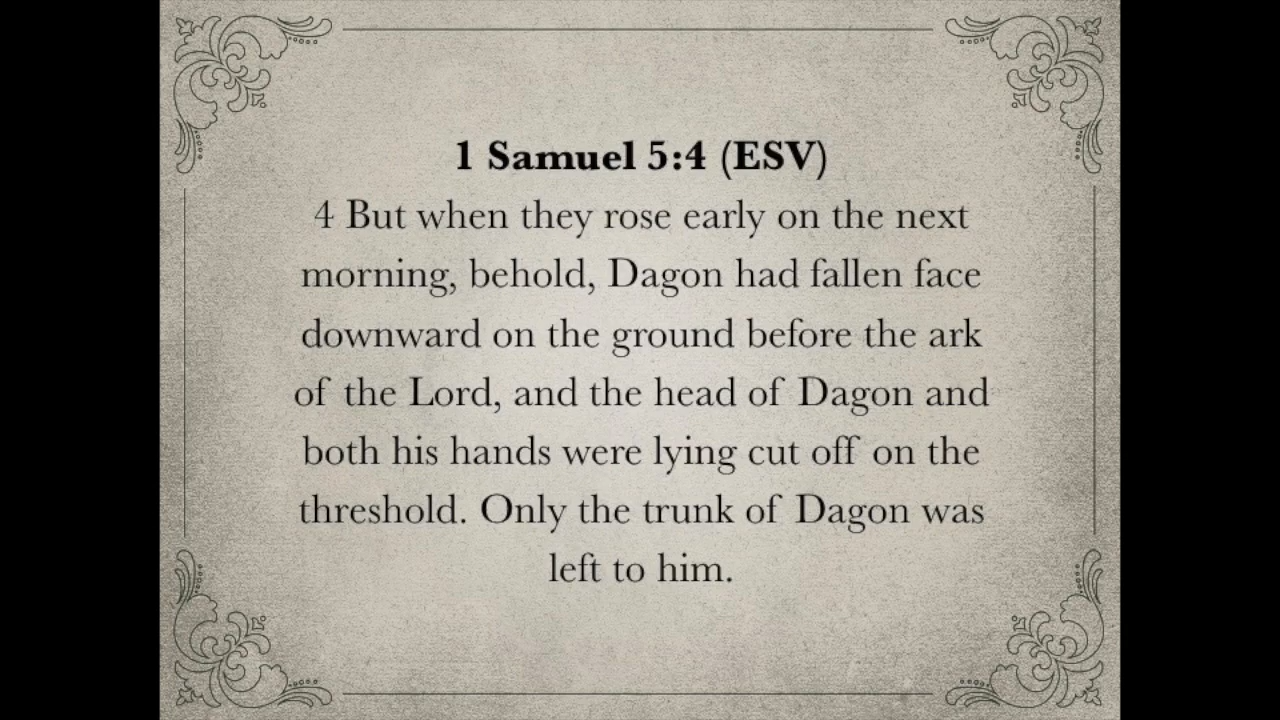 1 Samuel 5:4 (ESV)
4 But when they rose early on the next
morning, behold, Dagon had fallen face
downward on the ground before the ark
of the Lord, and the head of Dagon and
both his hands were lying cut off on the
threshold. Only the trunk of Dagon was
left to him.